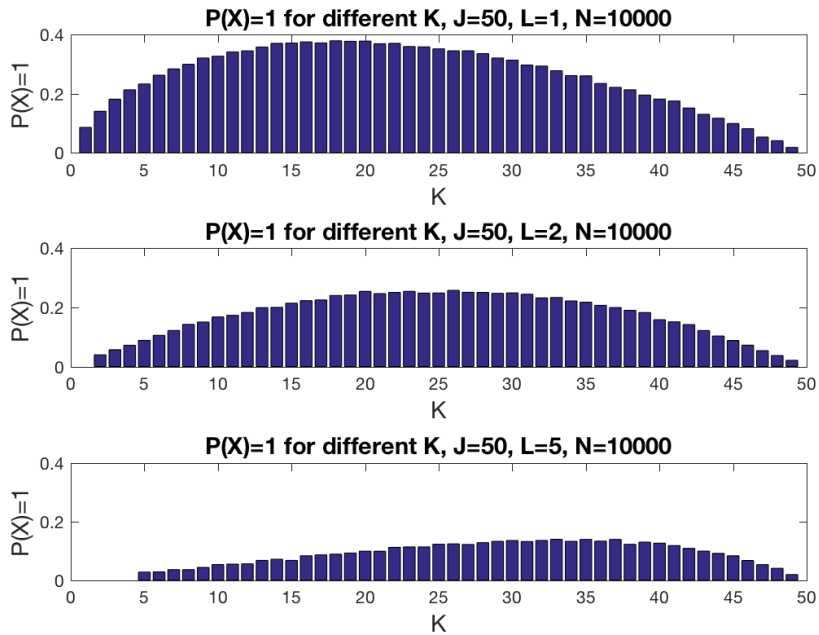 P(X)=1 for different K, J=50, L=1, N=10000
0.4
0.2
0
P(X)=1
0 5 10 15 20 25 30 35 40 45 50
K
P(X)=1 for different K, J=50, L=2, N=10000
0.4
0.2
0
P(X)=1
0 5 10 15 20 25 30 35 40 45 50
K
P(X)=1 for different K, J=50, L=5, N=10000
0.4
0.2
0
P(X)=1
0 5 10 15 20 25 30 35 40 45 50
K